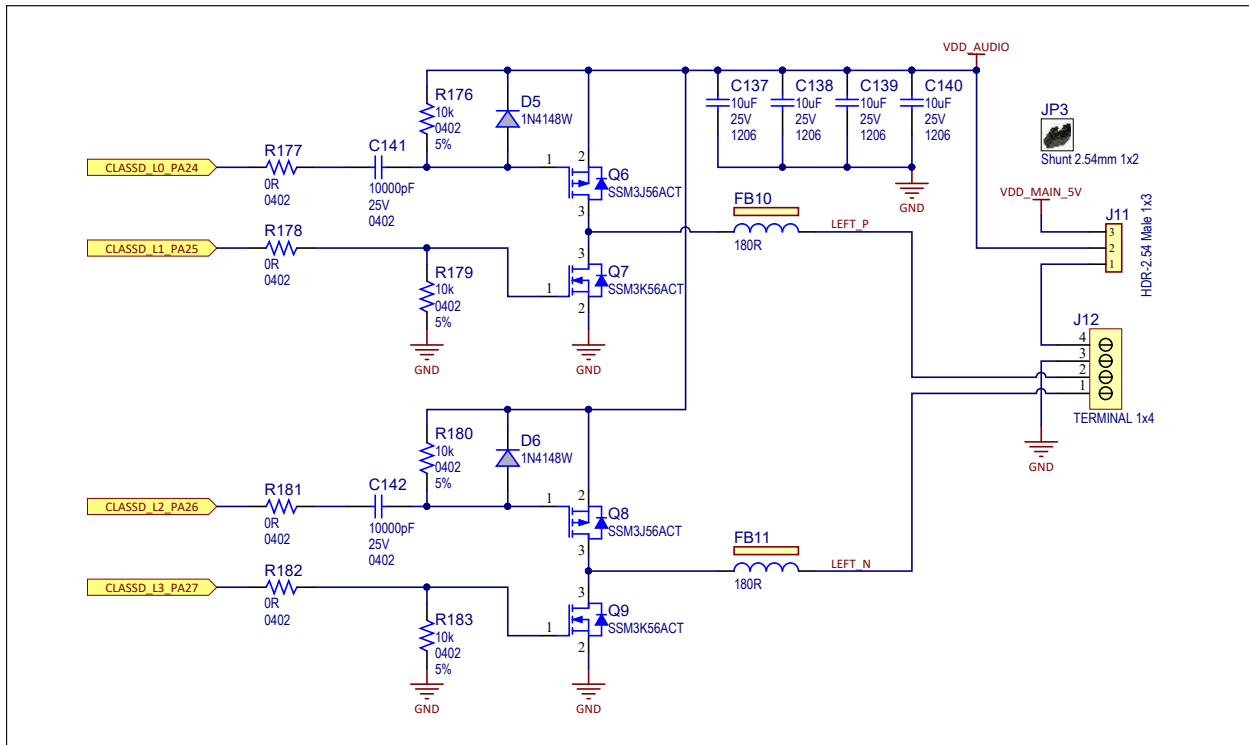 VDD_AUDIO
R176
10k
0402
5%
D5
1N4148W
C137
10uF
25V
1206
C138
10uF
25V
1206
C139
10uF
25V
1206
C140
10uF
25V
1206
GND
JP3
Shunt 2.54mm 1x2
CLASSD_L0_PA24
R177
0R
0402
C141
10000pF
25V
0402
1
2
3
Q6
SSM3J56ACT
CLASSD_L1_PA25
R178
0R
0402
R179
10k
0402
5%
GND
3
1
2
Q7
SSM3K56ACT
GND
FB10
180R
LEFT_P
VDD_MAIN_5V
J11
3
2
1
HDR-2.54 Male 1x3
J12
4
3
2
1
TERMINAL 1x4
GND
R180
10k
0402
5%
D6
1N4148W
CLASSD_L2_PA26
R181
0R
0402
C142
10000pF
25V
0402
1
2
3
Q8
SSM3J56ACT
CLASSD_L3_PA27
R182
0R
0402
R183
10k
0402
5%
GND
3
1
2
Q9
SSM3K56ACT
GND
FB11
180R
LEFT_N